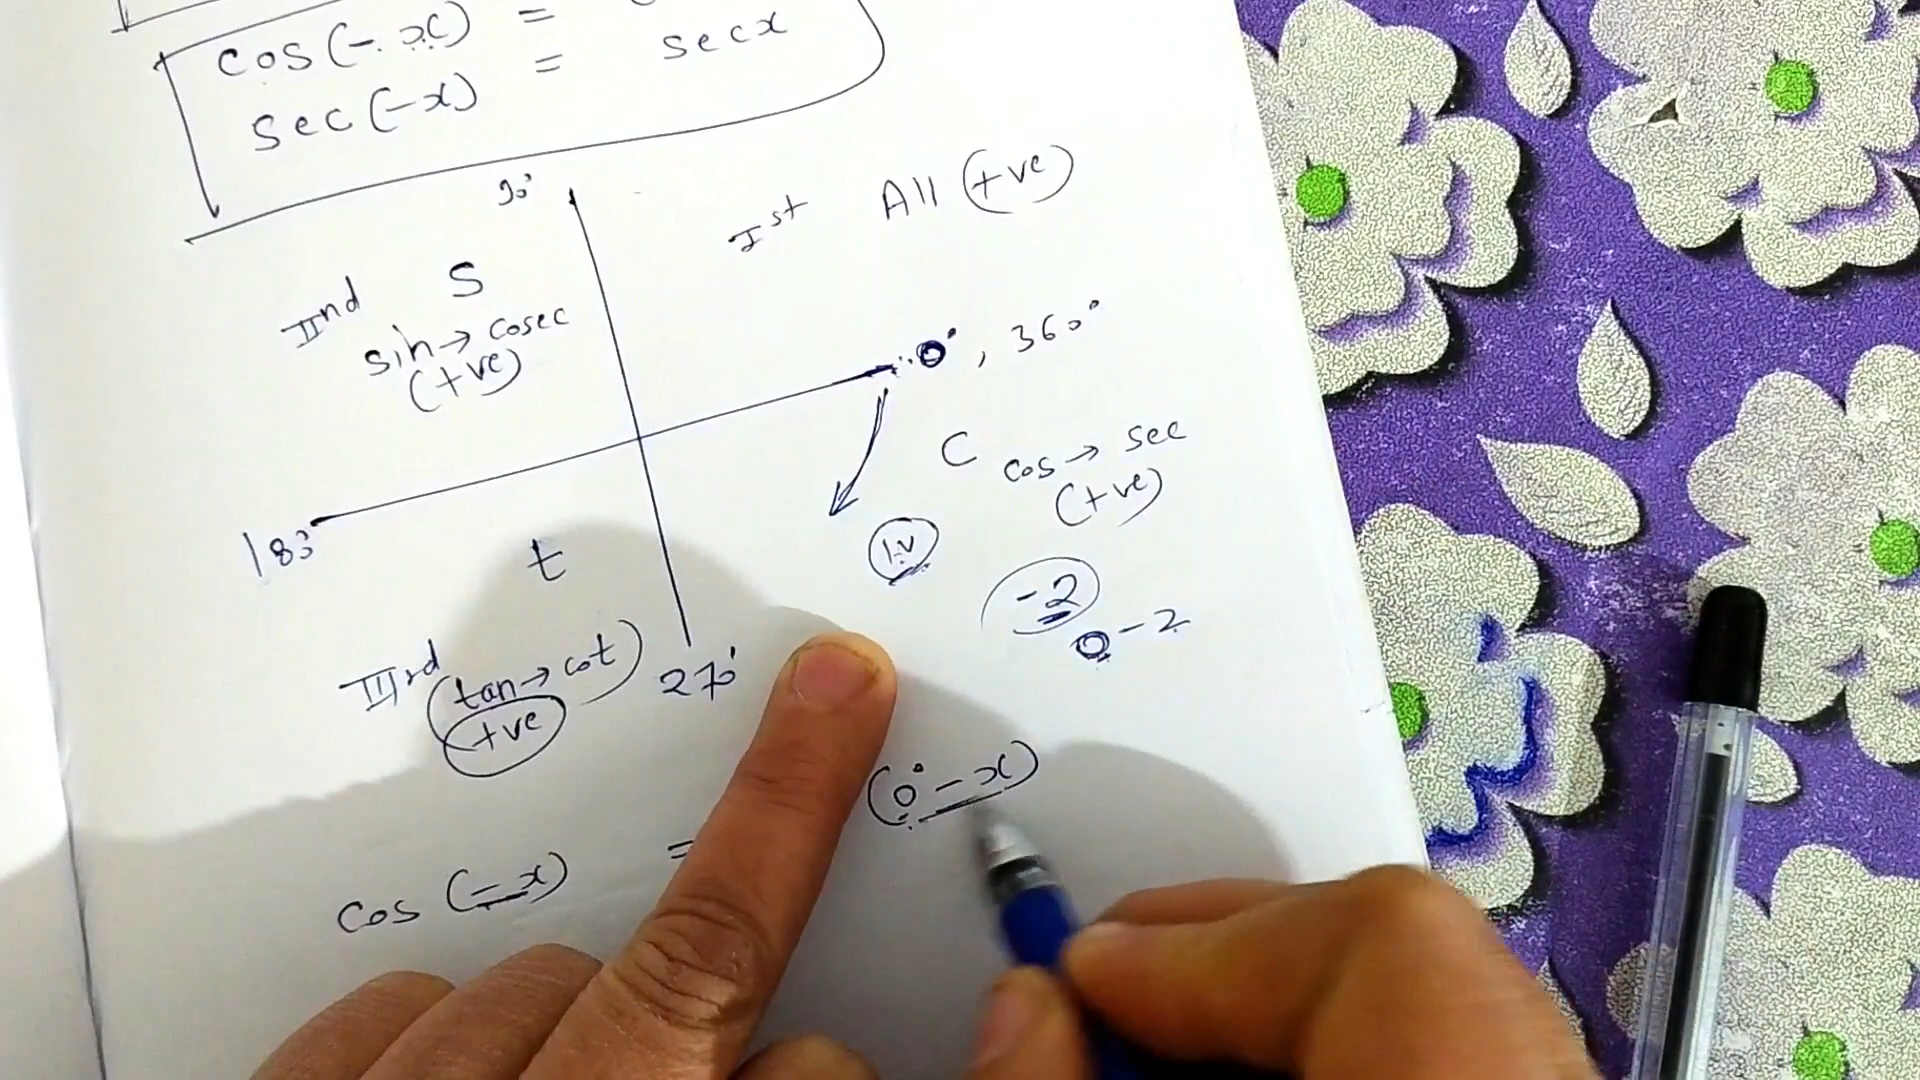 cos (- x) =
sec (-x) = sec x
90°
Ist All (+ve)
IInd S
sin → cosec
(+ve)
0°, 360°
C cos → sec
(+ve)
180°
t
IV
-2
0-2
IIIrd (tan → cot)
+ve
270°
cos (-x) = (0° - x)